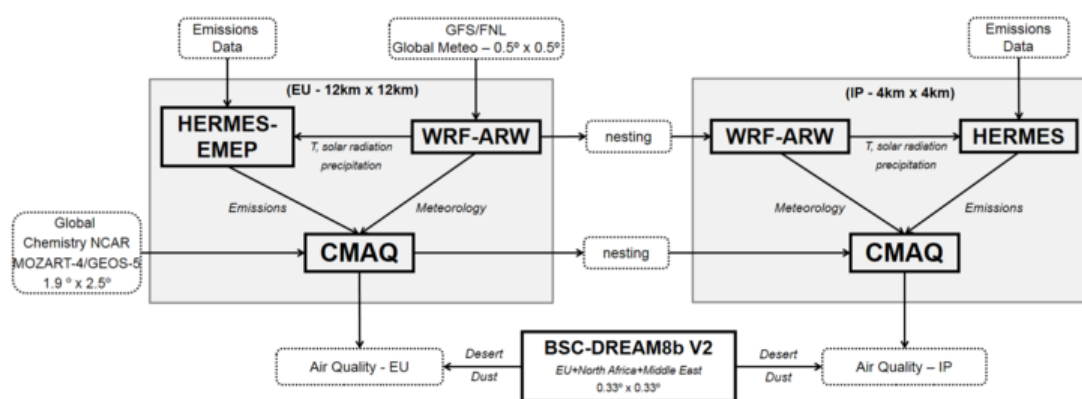 Emissions
Data
GFS/FNL
Global Meteo – 0.5º x 0.5º
Emissions
Data
(EU - 12km x 12km)
(IP - 4km x 4km)
HERMES-
EMEP
T, solar radiation
precipitation
WRF-ARW
nesting
WRF-ARW
T, solar radiation
precipitation
HERMES
Emissions
Meteorology
Meteorology
Emissions
Global
Chemistry NCAR
MOZART-4/GEOS-5
1.9 º x 2.5º
CMAQ
nesting
CMAQ
Air Quality - EU
Desert
Dust
BSC-DREAM8b V2
EU+North Africa+Middle East
0.33º x 0.33º
Desert
Dust
Air Quality – IP